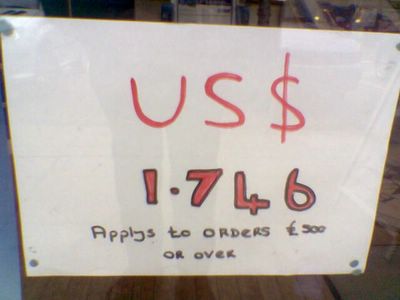 US$
1.746
Applys to ORDERS £500
OR OVER